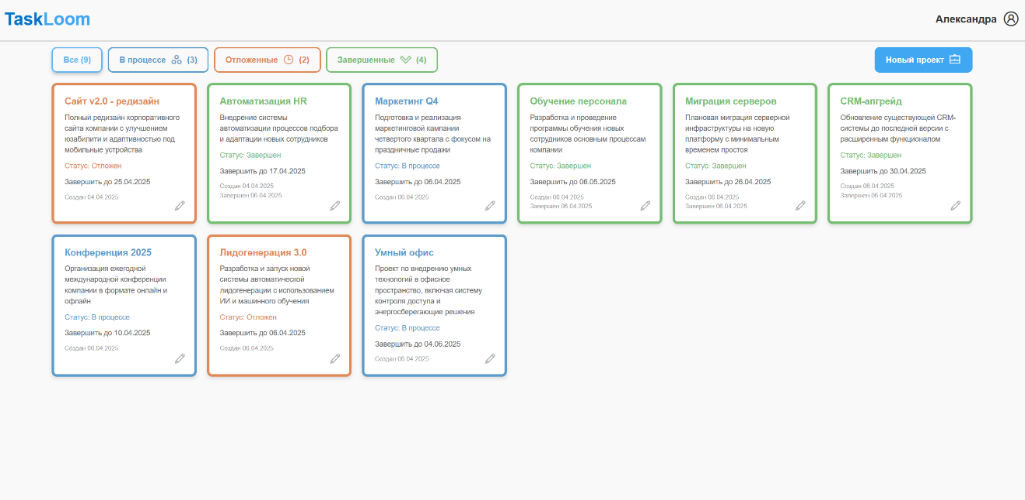 TaskLoom
Александра
Все (9)
В процессе (3)
Отложенные (2)
Завершенные (4)
Новый проект
Сайт v2.0 - редизайн
Полный редизайн корпоративного
сайта компании с улучшением
юзабилити и адаптивностью под
мобильные устройства
Статус: Отложен
Завершить до 25.04.2025
Создан 04.04.2025
Автоматизация HR
Внедрение системы
автоматизации процессов подбора
и адаптации новых сотрудников
Статус: Завершен
Завершить до 17.04.2025
Создан 04.04.2025
Завершен 06.04.2025
Маркетинг Q4
Подготовка и реализация
маркетинговой кампании
четвертого квартала с фокусом на
праздничные продажи
Статус: В процессе
Завершить до 06.04.2025
Создан 06.04.2025
Обучение персонала
Разработка и проведение
программы обучения новых
сотрудников основным процессам
компании
Статус: Завершен
Завершить до 06.05.2025
Создан 06.04.2025
Завершен 06.04.2025
Миграция серверов
Плановая миграция серверной
инфраструктуры на новую
платформу с минимальным
временем простоя
Статус: Завершен
Завершить до 26.04.2025
Создан 06.04.2025
Завершен 06.04.2025
CRM-апгрейд
Обновление существующей CRM-
системы до последней версии с
расширенным функционалом
Статус: Завершен
Завершить до 30.04.2025
Создан 06.04.2025
Завершен 06.04.2025
Конференция 2025
Организация ежегодной
международной конференции
компании в формате онлайн и
офлайн
Статус: В процессе
Завершить до 10.04.2025
Создан 06.04.2025
Лидогенерация 3.0
Разработка и запуск новой
системы автоматической
лидогенерации с использованием
ИИ и машинного обучения
Статус: Отложен
Завершить до 06.04.2025
Создан 06.04.2025
Умный офис
Проект по внедрению умных
технологий в офисное
пространство, включая систему
контроля доступа и
энергосберегающие решения
Статус: В процессе
Завершить до 04.06.2025
Создан 06.04.2025